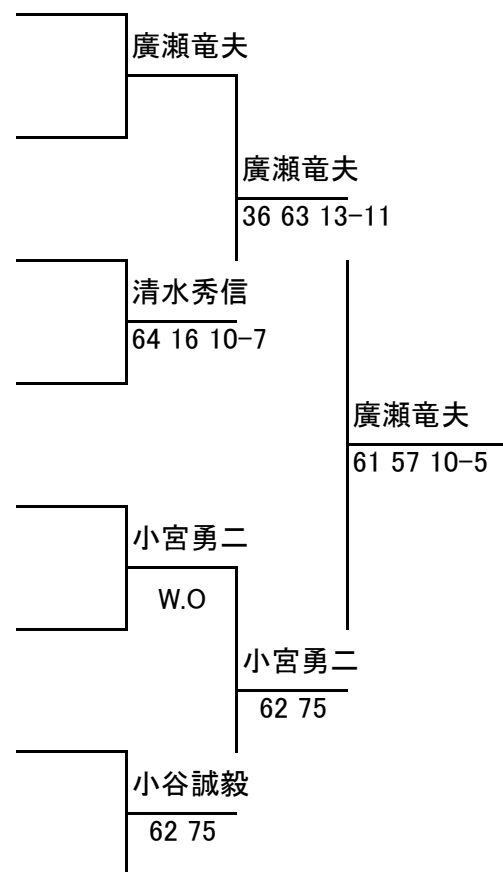 廣瀬竜夫
廣瀬竜夫
36 63 13-11
清水秀信
64 16 10-7
廣瀬竜夫
61 57 10-5
小宮勇二
W.O
小宮勇二
62 75
小谷誠毅
62 75